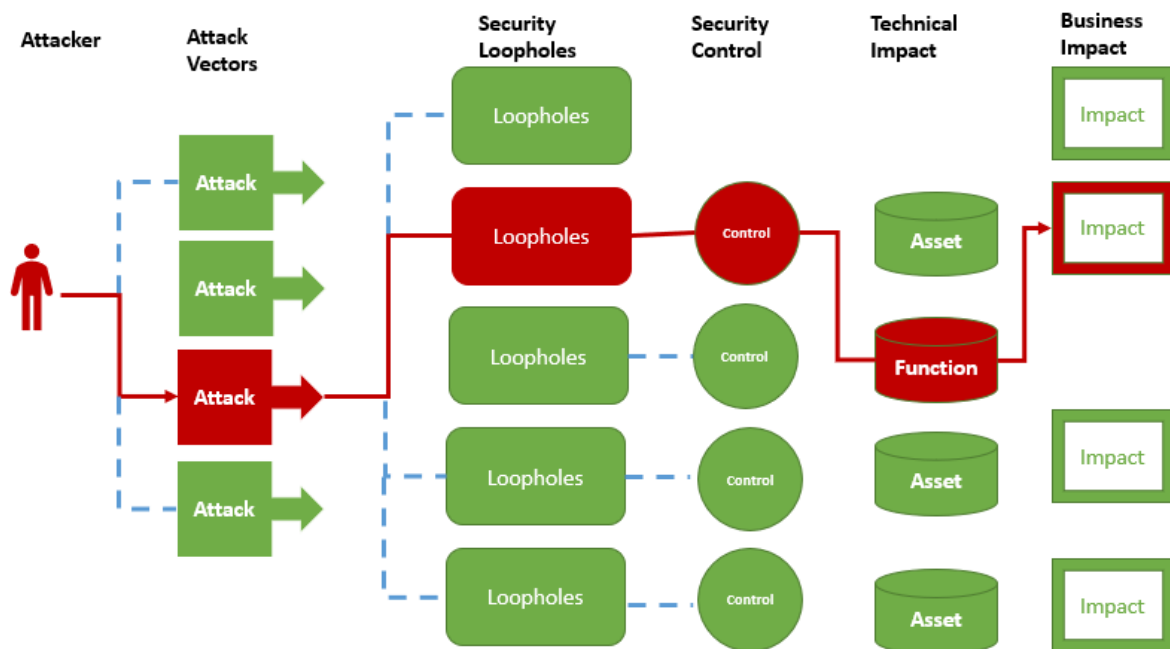 Attacker
Attack
Vectors
Security
Loopholes
Security
Control
Technical
Impact
Business
Impact
Attack
Attack
Attack
Attack
Loopholes
Loopholes
Loopholes
Loopholes
Loopholes
Control
Control
Control
Control
Asset
Function
Asset
Asset
Impact
Impact
Impact
Impact